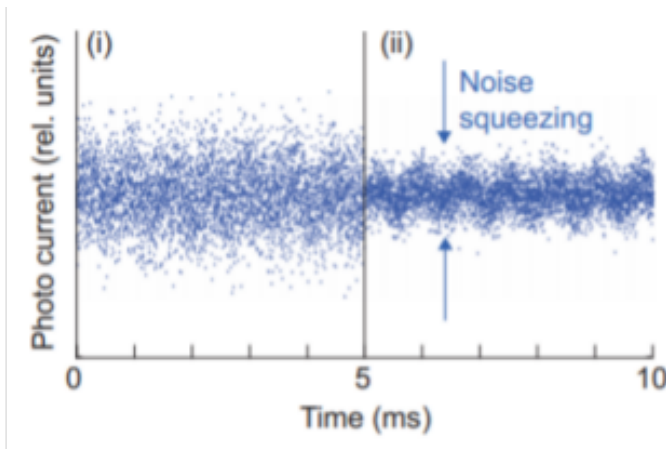 (i)
(ii)
Noise
squeezing
Photo current (rel. units)
0
5
10
Time (ms)